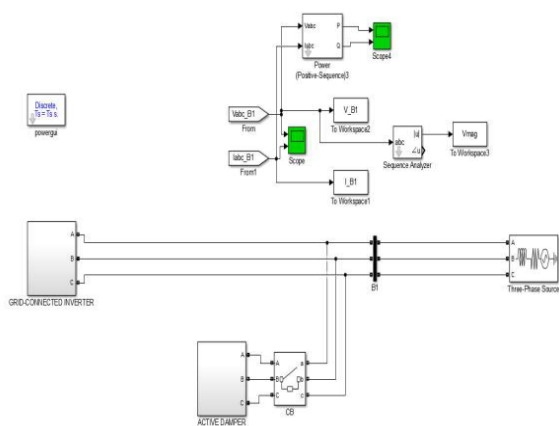 Vabc
P
Iabc
Q
Power
(Positive-Sequence)3
Scope4
Discrete,
Ts = Ts s.
powergui
Vabc_B1
From
V_B1
To Workspace2
Scope
abc
|u|
∠u
Sequence Analyzer
Vmag
To Workspace3
Iabc_B1
From1
I_B1
To Workspace1
A
B
C
GRID-CONNECTED INVERTER
B1
A
B
C
Three-Phase Source
A
B
C
ACTIVE DAMPER
A
B
C
a
b
c
CB